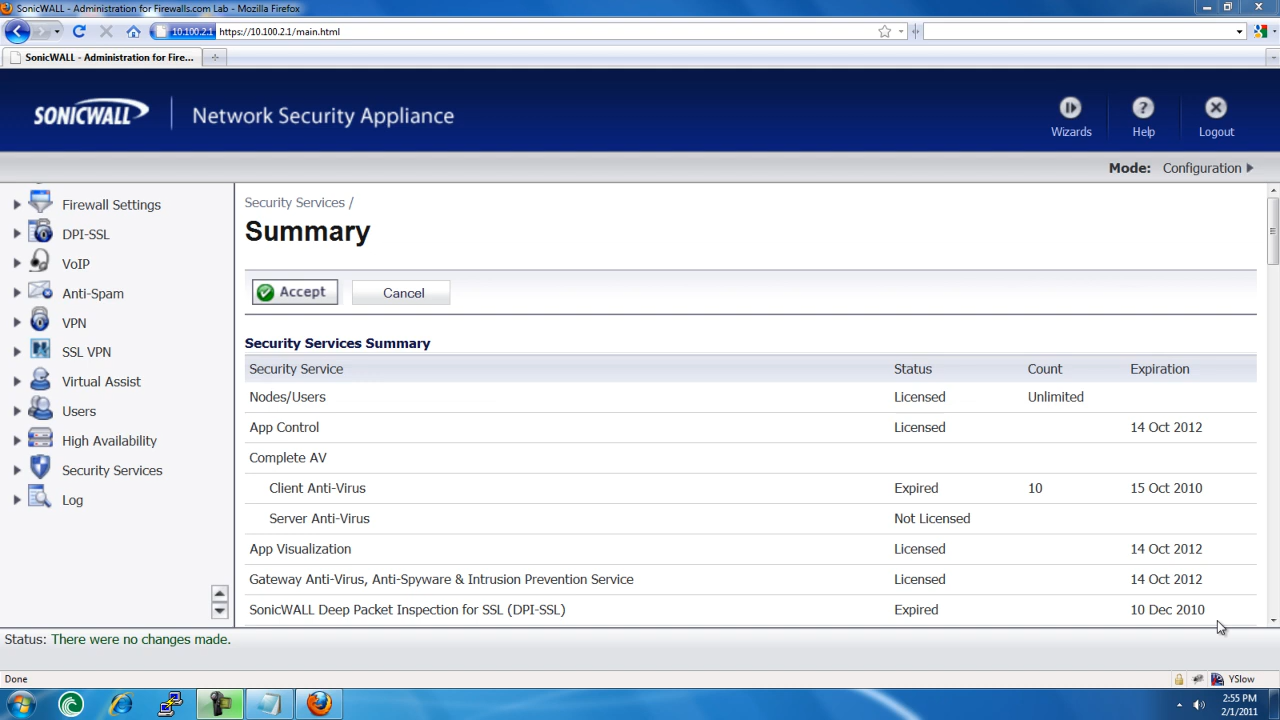 SonicWALL - Administration for Firewalls.com Lab - Mozilla Firefox
10.100.2.1 https://10.100.2.1/main.html
SonicWALL - Administration for Fire...
SONICWALL Network Security Appliance
Wizards Help Logout
Mode: Configuration
Firewall Settings
DPI-SSL
VoIP
Anti-Spam
VPN
SSL VPN
Virtual Assist
Users
High Availability
Security Services
Log
Security Services /
Summary
Accept Cancel
Security Services Summary
Security Service Status Count Expiration
Nodes/Users Licensed Unlimited
App Control Licensed 14 Oct 2012
Complete AV
Client Anti-Virus Expired 10 15 Oct 2010
Server Anti-Virus Not Licensed
App Visualization Licensed 14 Oct 2012
Gateway Anti-Virus, Anti-Spyware & Intrusion Prevention Service Licensed 14 Oct 2012
SonicWALL Deep Packet Inspection for SSL (DPI-SSL) Expired 10 Dec 2010
Status: There were no changes made.
Done YSlow
2:55 PM
2/1/2011